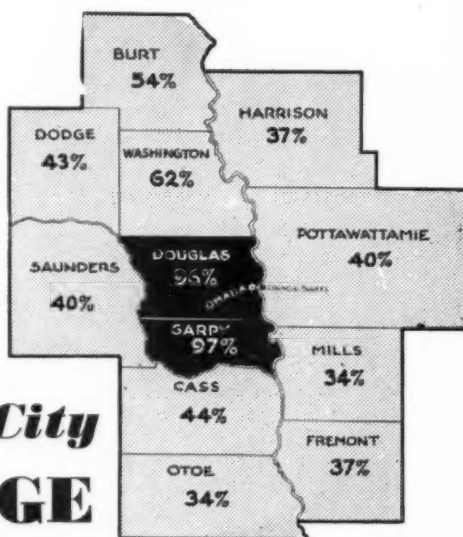 BURT
54%
HARRISON
37%
DODGE
43%
WASHINGTON
62%
POTTAWATTAMIE
40%
SAUNDERS
40%
DOUGLAS
96%
OMAHA
SARPY
97%
MILLS
34%
CASS
44%
FREMONT
37%
OTOE
34%
City
GE